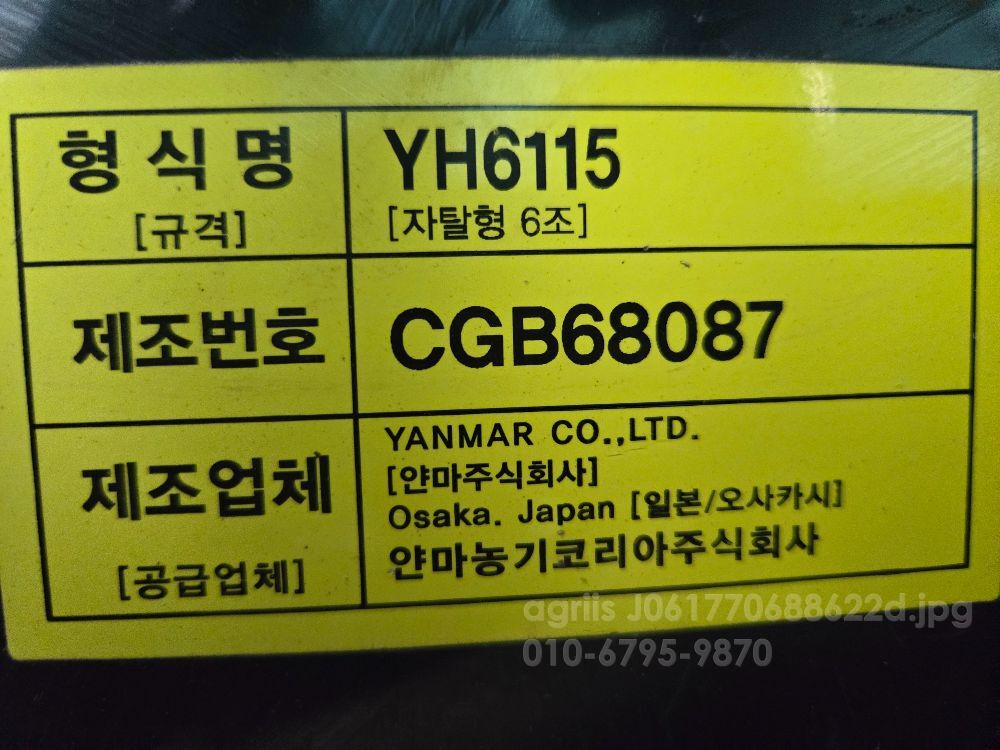 형식명 YH6115
[규격] [자탈형 6조]
제조번호 CGB68087
제조업체
[공급업체]
YANMAR CO.,LTD.
[얀마주식회사]
Osaka. Japan [일본/오사카시]
얀마농기코리아주식회사
agriis J061770688622d.jpg
010-6795-9870